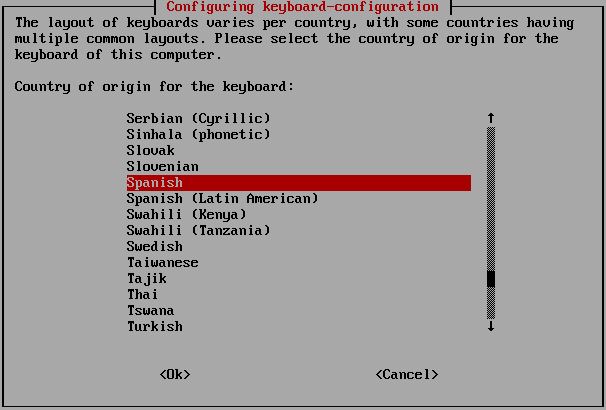 Configuring keyboard-configuration
The layout of keyboards varies per country, with some countries having
multiple common layouts. Please select the country of origin for the
keyboard of this computer.
Country of origin for the keyboard:
Serbian (Cyrillic)
Sinhala (phonetic)
Slovak
Slovenian
Spanish
Spanish (Latin American)
Swahili (Kenya)
Swahili (Tanzania)
Swedish
Taiwanese
Tajik
Thai
Tswana
Turkish
<Ok> <Cancel>